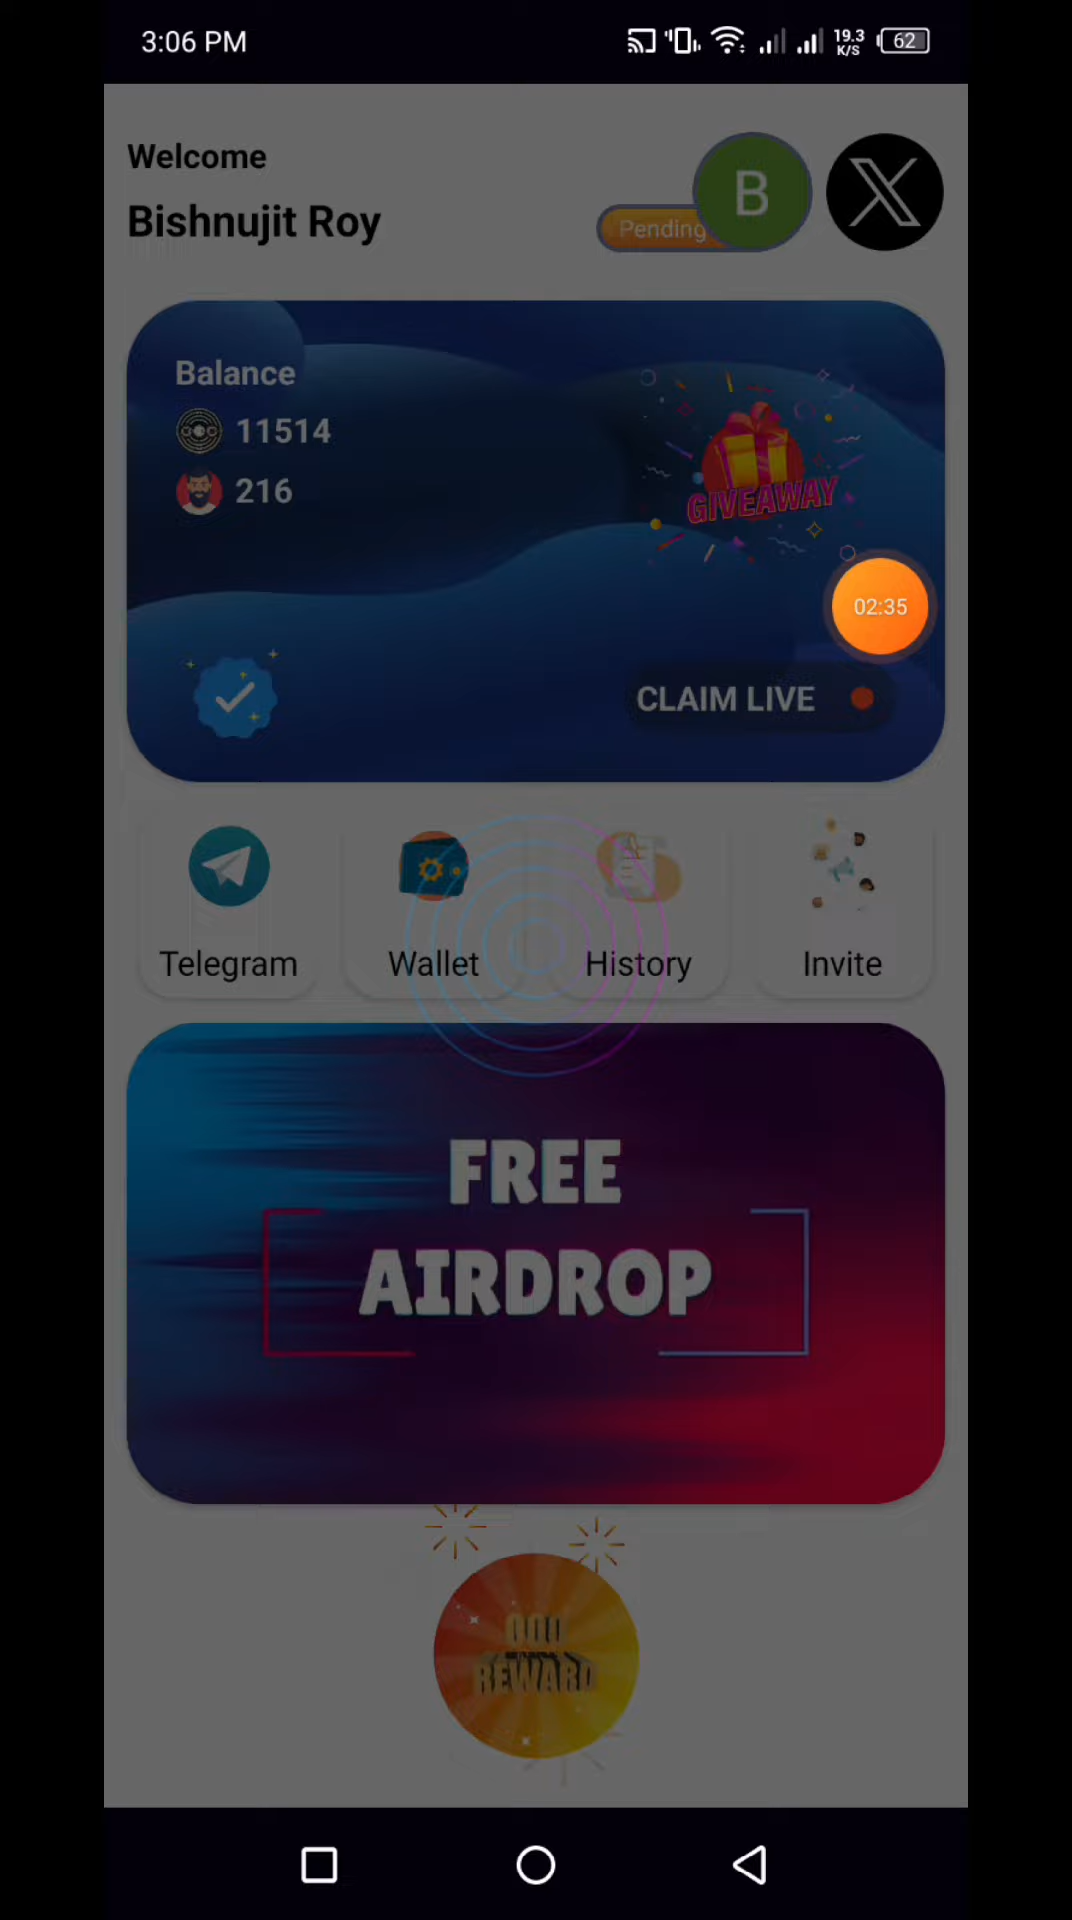 3:06 PM
19.3
K/S
62
Welcome
Bishnujit Roy
Pending
B
X
Balance
11514
216
GIVEAWAY
02:35
CLAIM LIVE
Telegram
Wallet
History
Invite
FREE
AIRDROP
REWARD